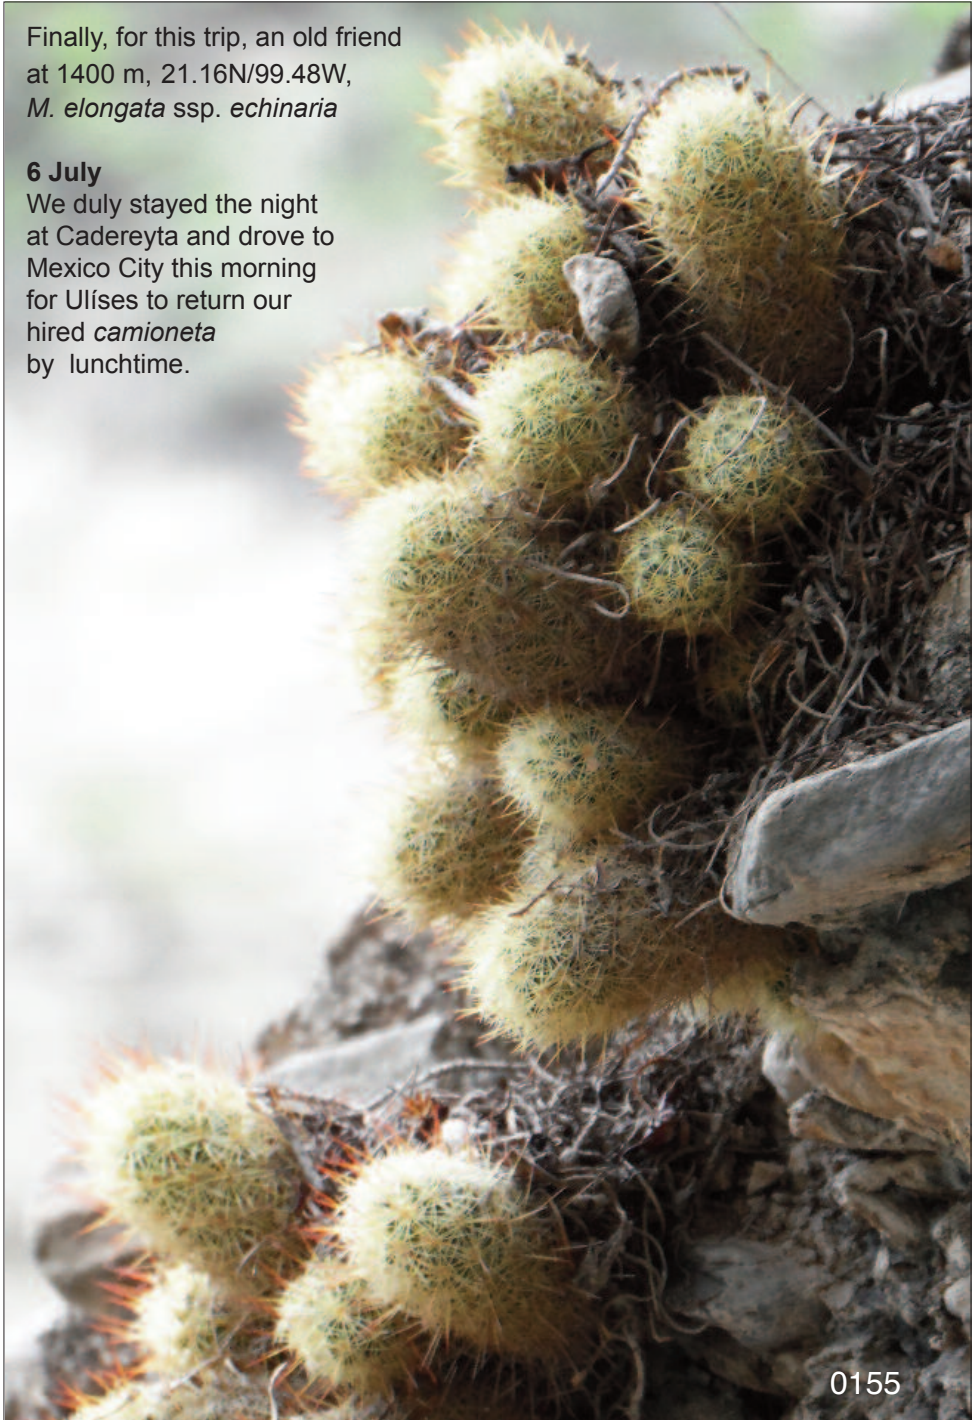 Finally, for this trip, an old friend
at 1400 m, 21.16N/99.48W,
M. elongata ssp. echinaria
6 July
We duly stayed the night
at Cadereyta and drove to
Mexico City this morning
for Ulíses to return our
hired camioneta
by lunchtime.
0155